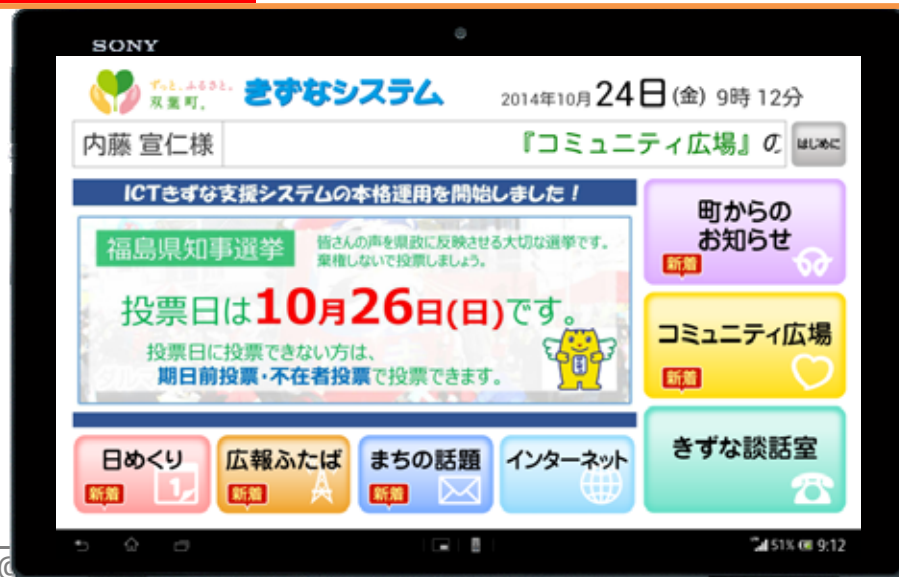 SONY
ずっと、ふるさと。
双葉町。
きずなシステム
2014年10月24日(金) 9時 12分
内藤 宣仁様
『コミュニティ広場』の
はじめに
ICTきずな支援システムの本格運用を開始しました！
福島県知事選挙
皆さんの声を県政に反映させる大切な選挙です。
棄権しないで投票しましょう。
投票日は10月26日(日)です。
投票日に投票できない方は、
期日前投票・不在者投票で投票できます。
町からの
お知らせ
新着
コミュニティ広場
新着
きずな談話室
日めくり
新着
1
広報ふたば
新着
まちの話題
新着
インターネット
51% 9:12